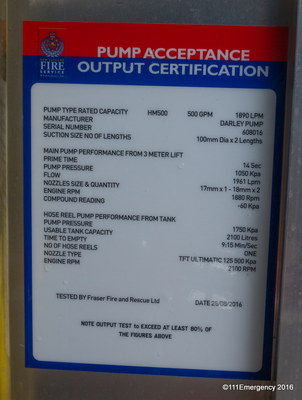 FIRE
SERVICE
PUMP ACCEPTANCE
OUTPUT CERTIFICATION
PUMP TYPE RATED CAPACITY HM500 500 GPM 1890 LPM
MANUFACTURER DARLEY PUMP
SERIAL NUMBER 608016
SUCTION SIZE NO OF LENGTHS 100mm Dia x 2 Lengths
MAIN PUMP PERFORMANCE FROM 3 METER LIFT
PRIME TIME 14 Sec
PUMP PRESSURE 1050 Kpa
FLOW 1961 Lpm
NOZZLES SIZE & QUANTITY 17mm x 1 - 18mm x 2
ENGINE RPM 1880 Rpm
COMPOUND READING -60 Kpa
HOSE REEL PUMP PERFORMANCE FROM TANK
PUMP PRESSURE 1700 Kpa
USABLE TANK CAPACITY 2100 Litres
TIME TO EMPTY 9:15 Min/Sec
NO OF HOSE REELS ONE
NOZZLE TYPE TFT ULTIMATIC 125 500 Kpa
ENGINE RPM 2100 RPM
TESTED BY Fraser Fire and Rescue Ltd DATE 26/08/2016
NOTE OUTPUT TEST to EXCEED AT LEAST 80% OF
THE FIGURES ABOVE
©111Emergency 2016